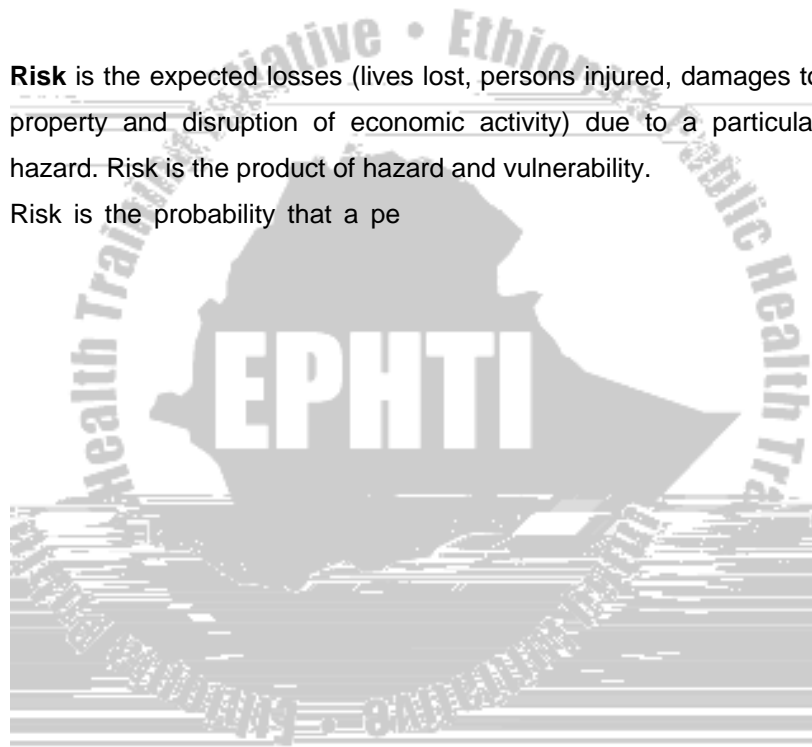 Risk is the expected losses (lives lost, persons injured, damages to
property and disruption of economic activity) due to a particula
hazard. Risk is the product of hazard and vulnerability.
Risk is the probability that a pe
EPHTI